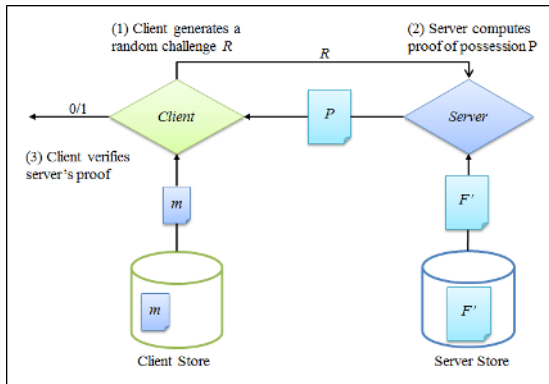 (1) Client generates a
random challenge R
(2) Server computes
proof of possession P
R
0/1
Client
P
Server
(3) Client verifies
server's proof
m
F'
m
F'
Client Store
Server Store